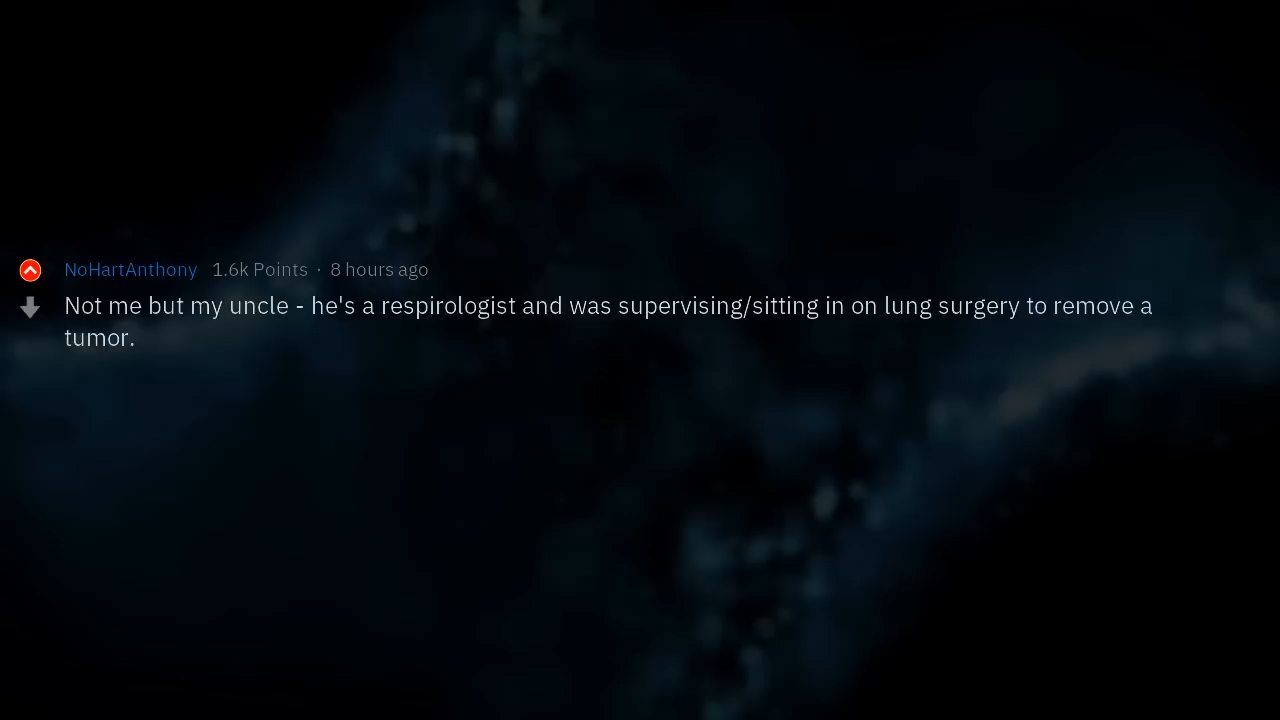 NoHartAnthony 1.6k Points · 8 hours ago
Not me but my uncle - he's a respirologist and was supervising/sitting in on lung surgery to remove a
tumor.